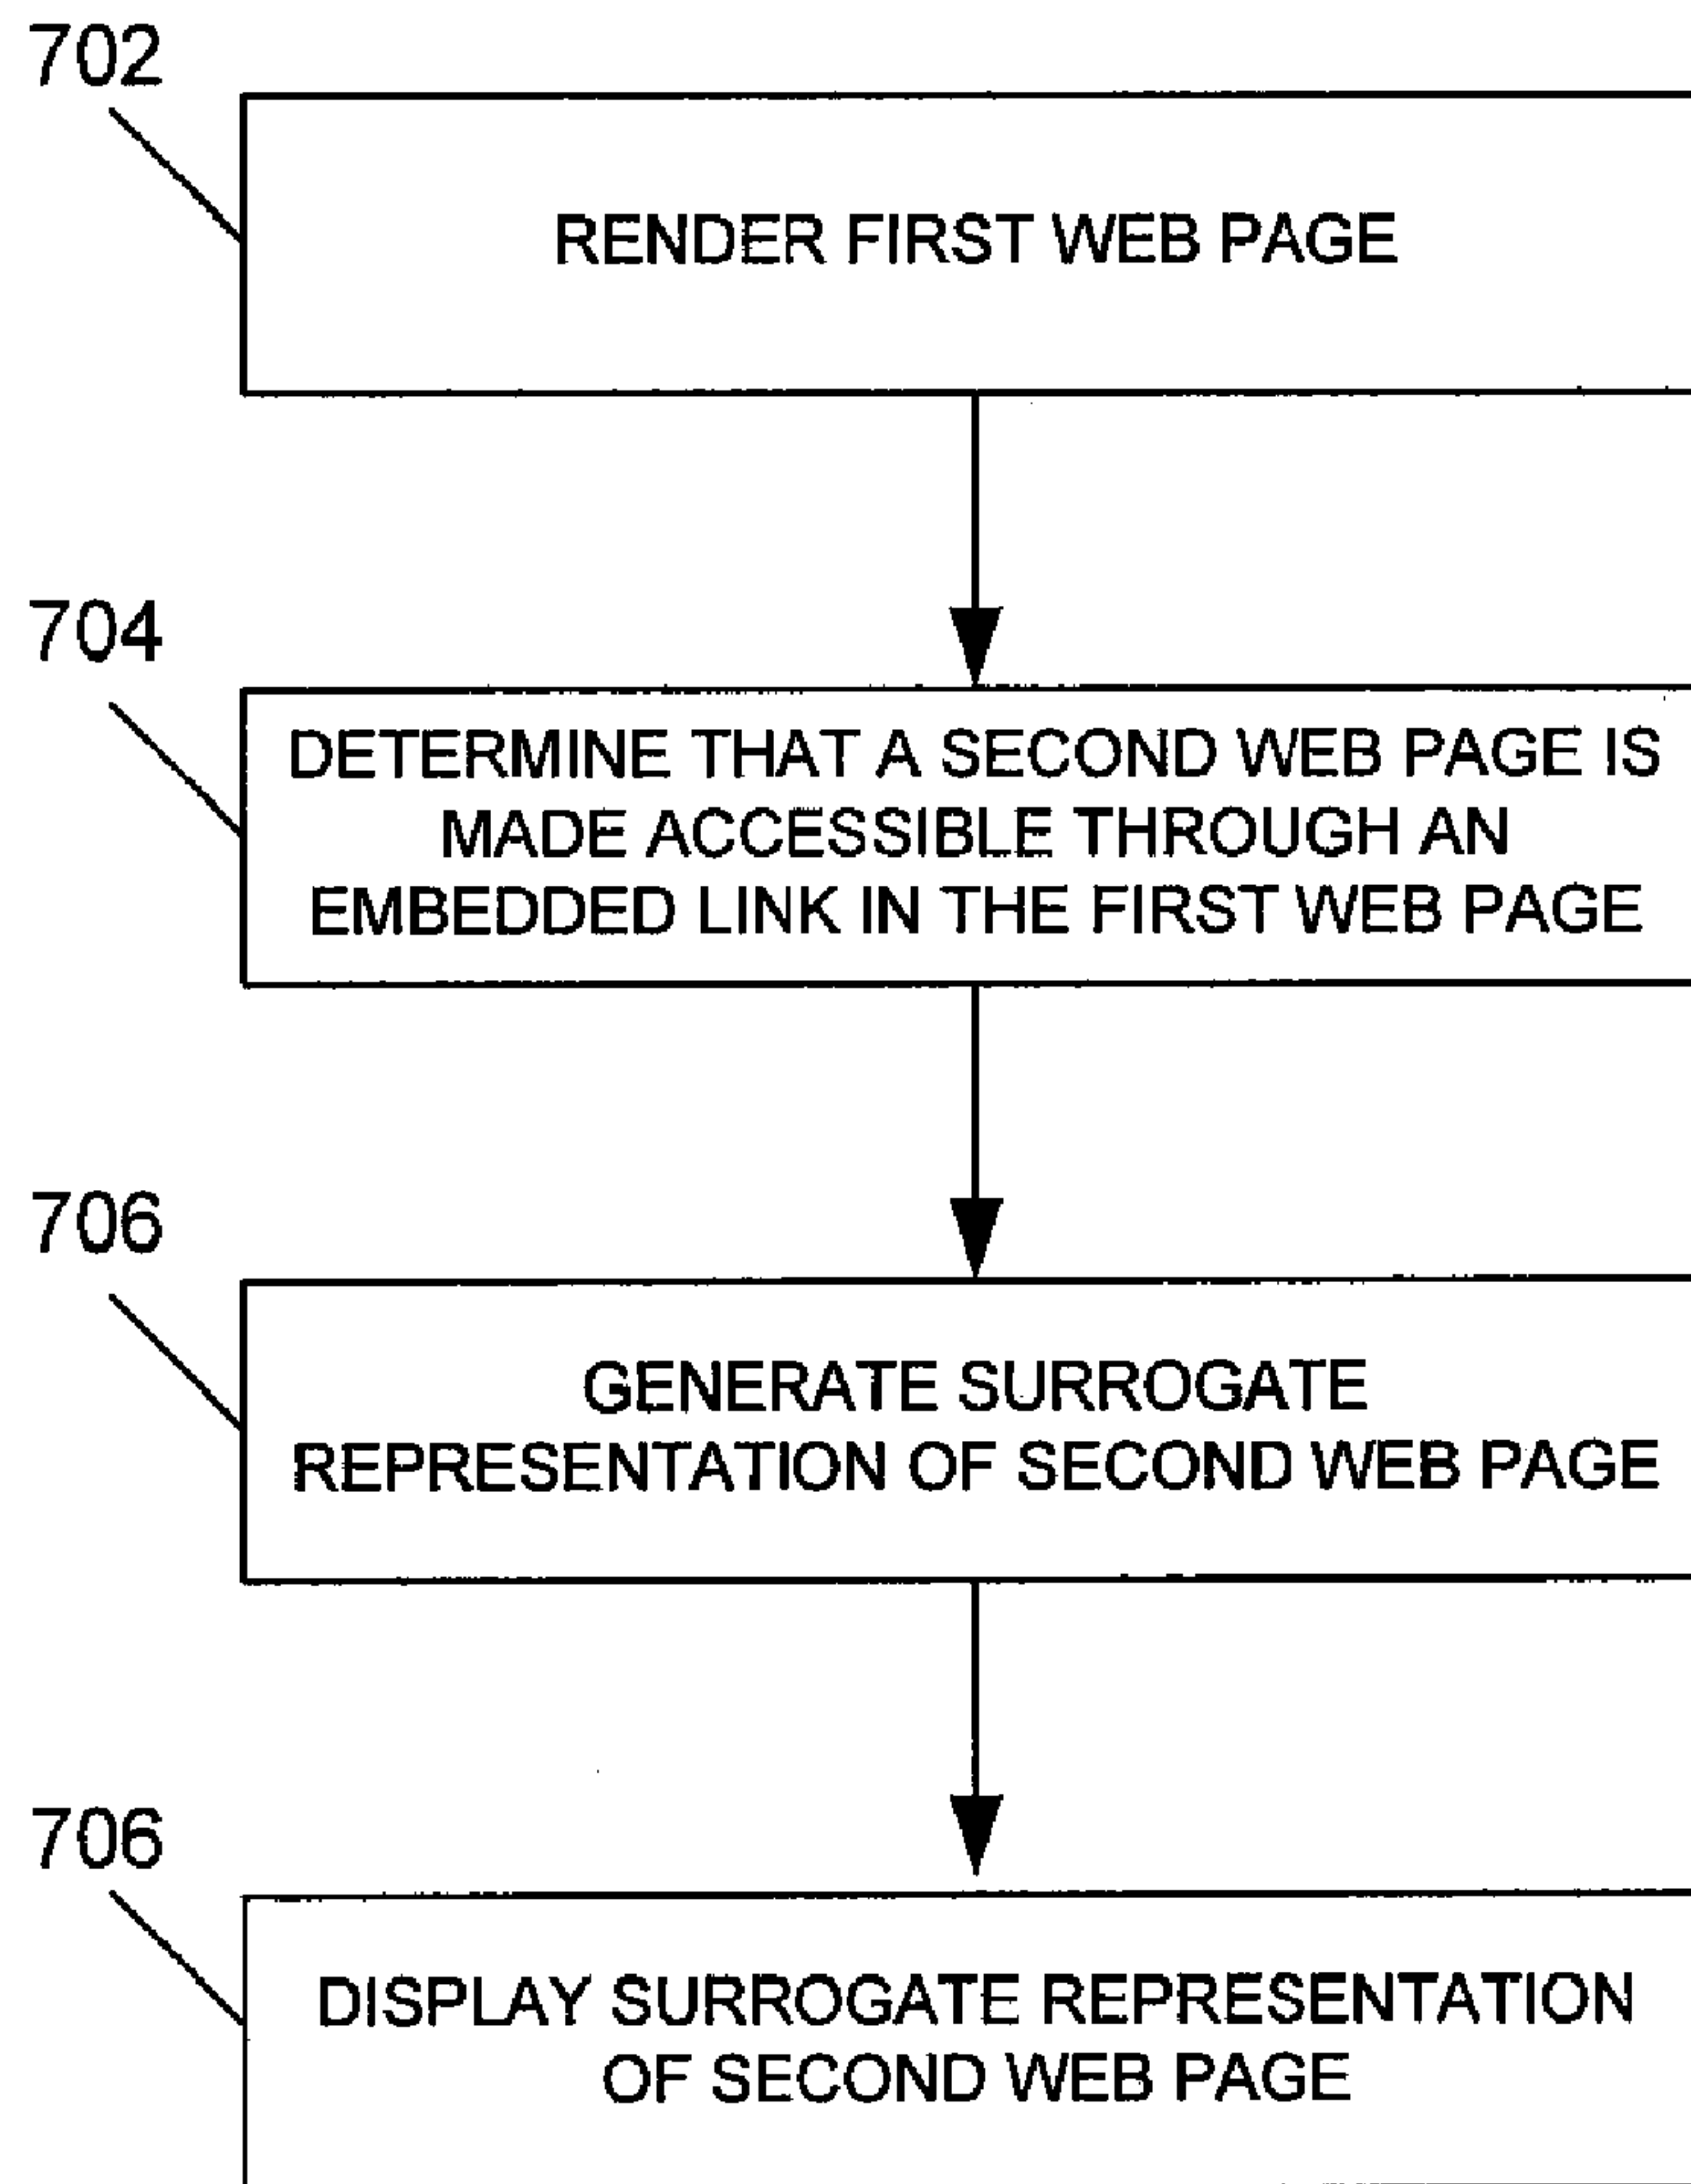 702
RENDER FIRST WEB PAGE
704
DETERMINE THAT A SECOND WEB PAGE IS
MADE ACCESSIBLE THROUGH AN
EMBEDDED LINK IN THE FIRST WEB PAGE
706
GENERATE SURROGATE
REPRESENTATION OF SECOND WEB PAGE
706
DISPLAY SURROGATE REPRESENTATION
OF SECOND WEB PAGE